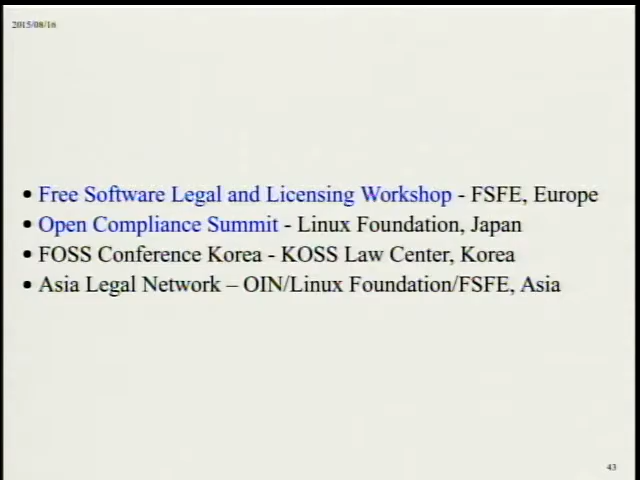 2015/08/16
• Free Software Legal and Licensing Workshop - FSFE, Europe
• Open Compliance Summit - Linux Foundation, Japan
• FOSS Conference Korea - KOSS Law Center, Korea
• Asia Legal Network – OIN/Linux Foundation/FSFE, Asia
43